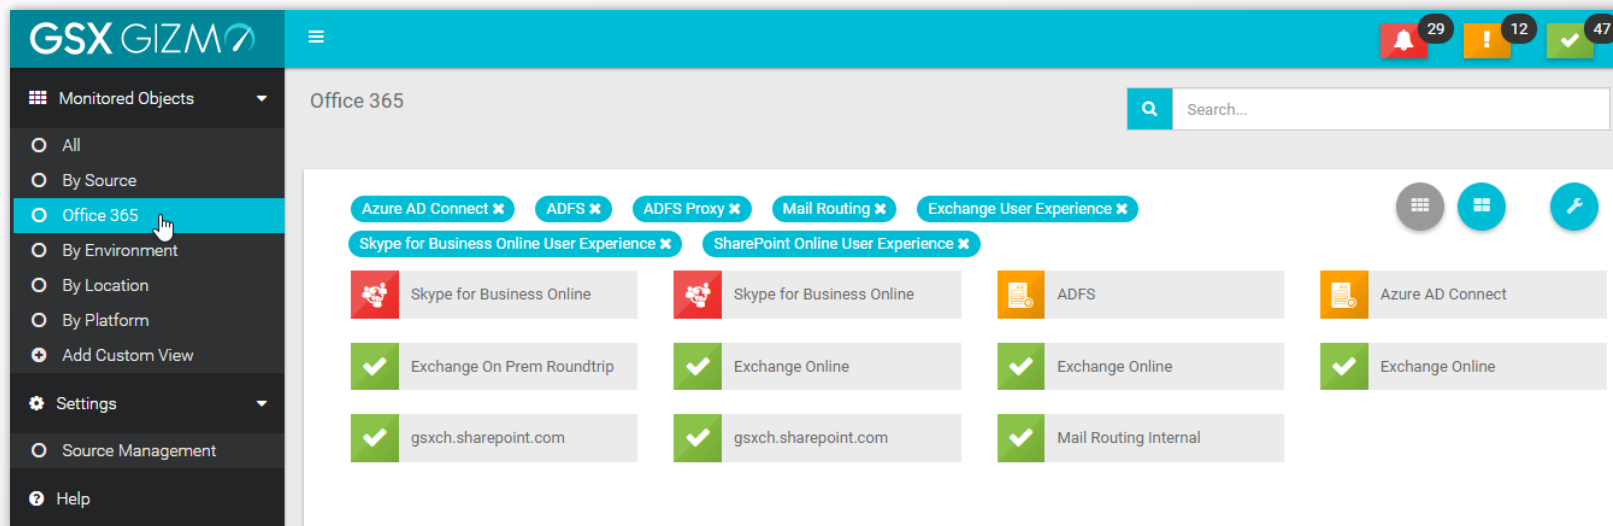 GSX GIZMO
29
12
47
Monitored Objects
Office 365
Search...
All
By Source
Office 365
By Environment
By Location
By Platform
Add Custom View
Settings
Source Management
Help
Azure AD Connect ADFS ADFS Proxy Mail Routing Exchange User Experience
Skype for Business Online User Experience SharePoint Online User Experience
Skype for Business Online Skype for Business Online ADFS Azure AD Connect
Exchange On Prem Roundtrip Exchange Online Exchange Online Exchange Online
gsxch.sharepoint.com gsxch.sharepoint.com Mail Routing Internal